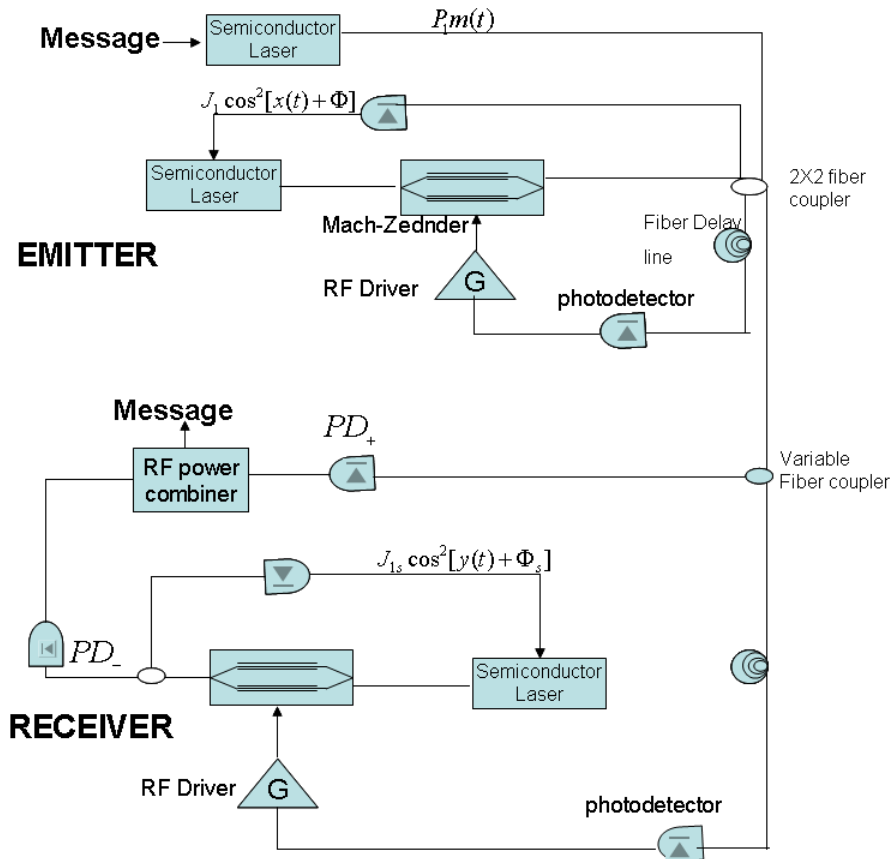 Message
Semiconductor
Laser
P₁m(t)
J₁ cos²[x(t)+Φ]
Semiconductor
Laser
2X2 fiber
coupler
Mach-Zednder
Fiber Delay
line
EMITTER
RF Driver
G
photodetector
Message
PD₊
RF power
combiner
Variable
Fiber coupler
J₁ₛ cos²[y(t)+Φₛ]
PD₋
Semiconductor
Laser
RECEIVER
RF Driver
G
photodetector